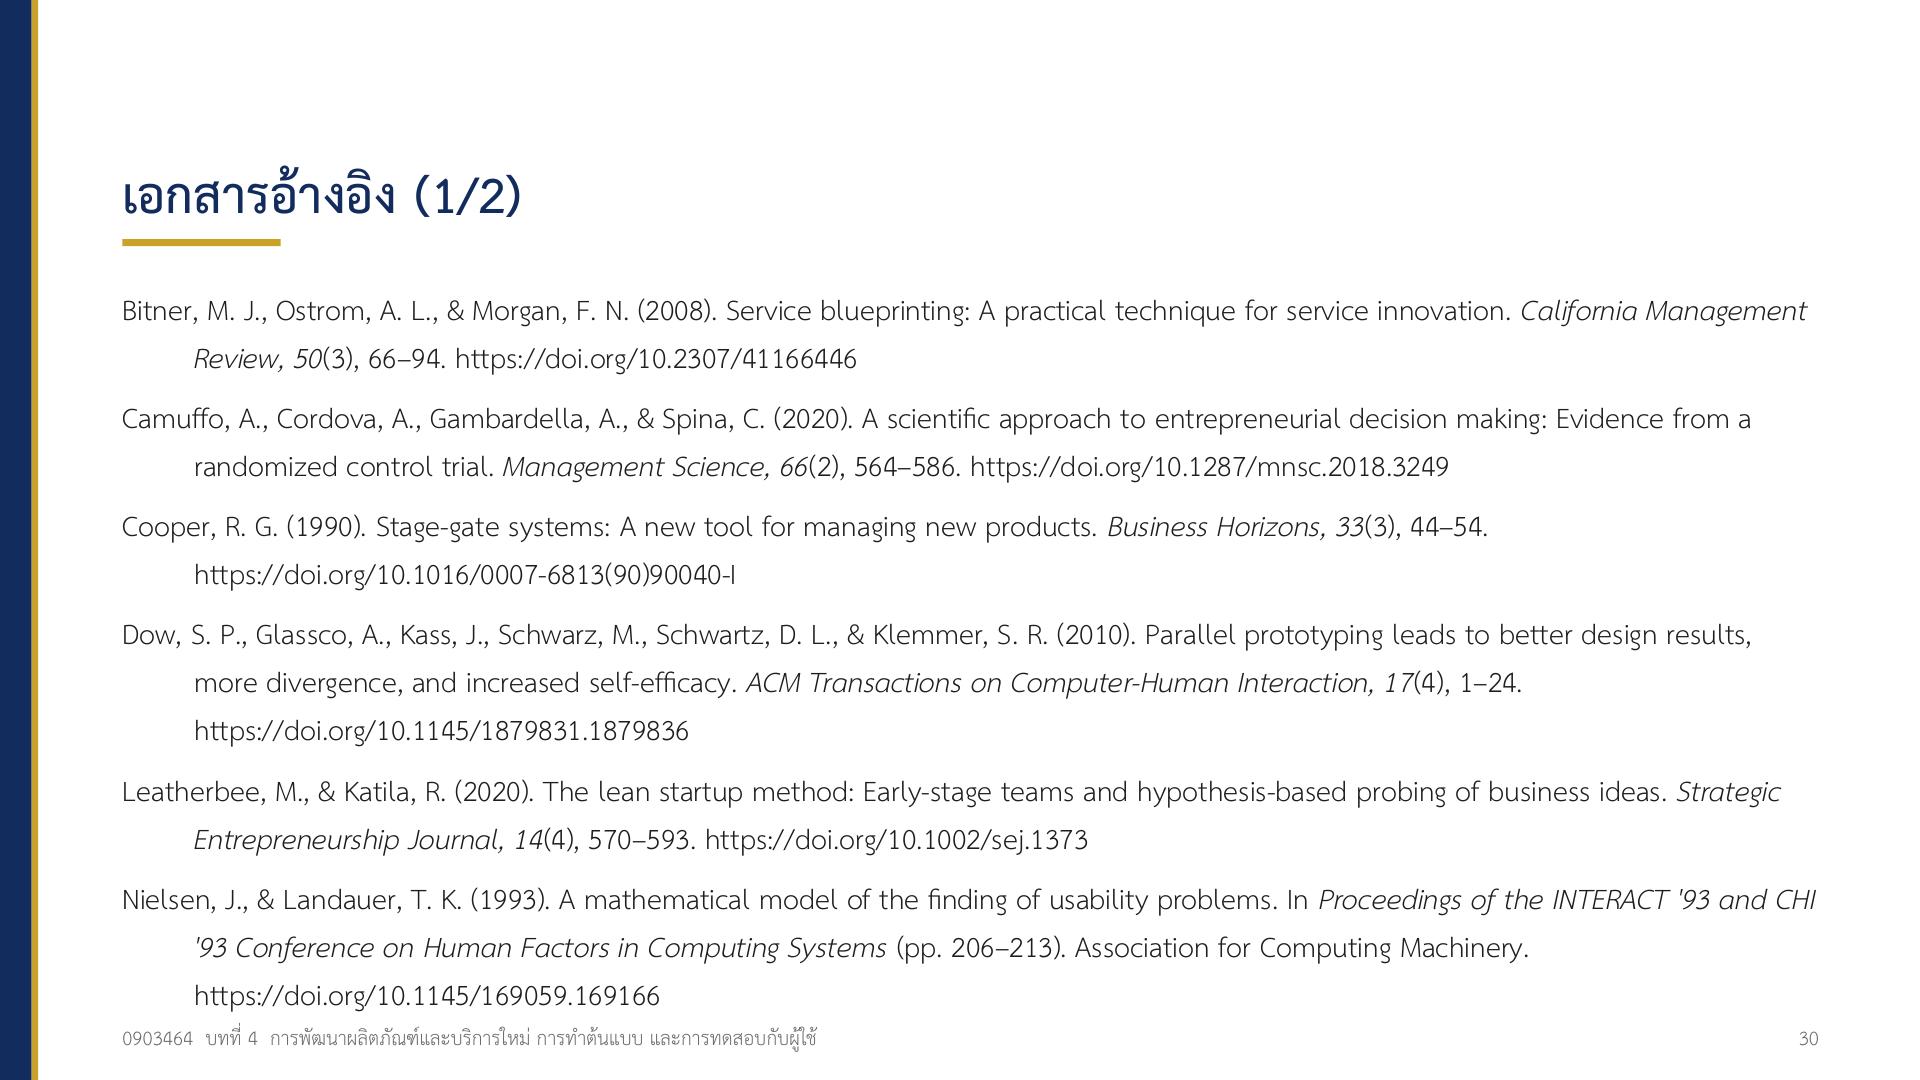 เอกสารอ้างอิง (1/2)
Bitner, M. J., Ostrom, A. L., & Morgan, F. N. (2008). Service blueprinting: A practical technique for service innovation. California Management
Review, 50(3), 66–94. https://doi.org/10.2307/41166446
Camuffo, A., Cordova, A., Gambardella, A., & Spina, C. (2020). A scientific approach to entrepreneurial decision making: Evidence from a
randomized control trial. Management Science, 66(2), 564–586. https://doi.org/10.1287/mnsc.2018.3249
Cooper, R. G. (1990). Stage-gate systems: A new tool for managing new products. Business Horizons, 33(3), 44–54.
https://doi.org/10.1016/0007-6813(90)90040-I
Dow, S. P., Glassco, A., Kass, J., Schwarz, M., Schwartz, D. L., & Klemmer, S. R. (2010). Parallel prototyping leads to better design results,
more divergence, and increased self-efficacy. ACM Transactions on Computer-Human Interaction, 17(4), 1–24.
https://doi.org/10.1145/1879831.1879836
Leatherbee, M., & Katila, R. (2020). The lean startup method: Early-stage teams and hypothesis-based probing of business ideas. Strategic
Entrepreneurship Journal, 14(4), 570–593. https://doi.org/10.1002/sej.1373
Nielsen, J., & Landauer, T. K. (1993). A mathematical model of the finding of usability problems. In Proceedings of the INTERACT '93 and CHI
'93 Conference on Human Factors in Computing Systems (pp. 206–213). Association for Computing Machinery.
https://doi.org/10.1145/169059.169166
0903464 บทที่ 4 การพัฒนาผลิตภัณฑ์และบริการใหม่ การทำต้นแบบ และการทดสอบกับผู้ใช้
30